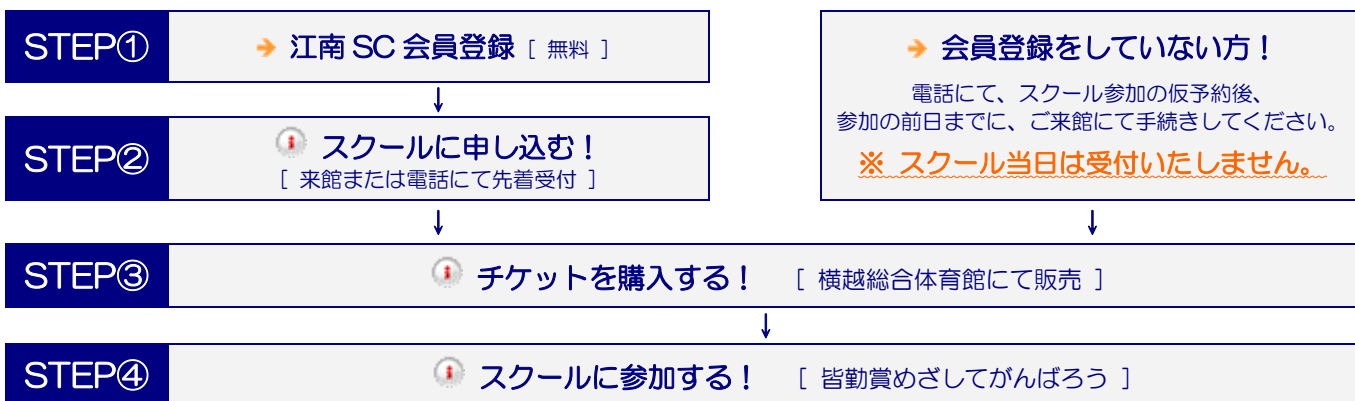 STEP①
江南 SC 会員登録 [ 無料 ]
STEP②
スクールに申し込む！
[ 来館または電話にて先着受付 ]
会員登録をしていない方！
電話にて、スクール参加の仮予約後、
参加の前日までに、ご来館にて手続きしてください。
※ スクール当日は受付いたしません。
STEP③
チケットを購入する！ [ 横越総合体育館にて販売 ]
STEP④
スクールに参加する！ [ 皆勤賞めざしてがんばろう ]